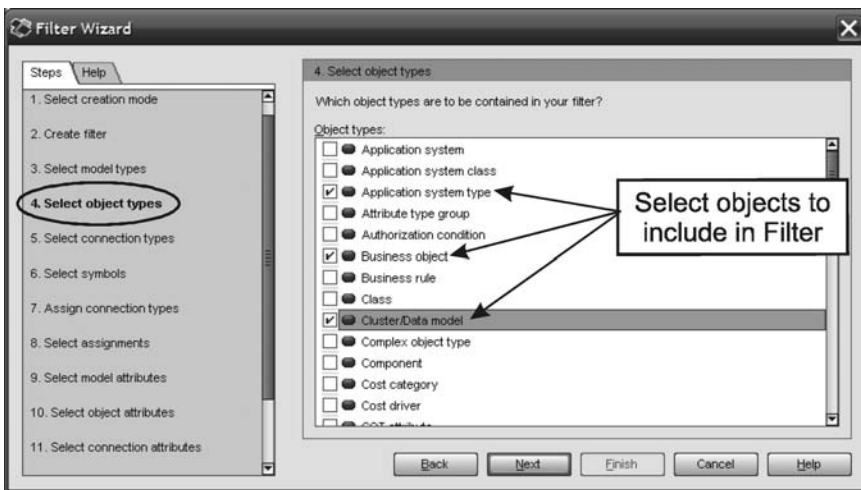 Filter Wizard
Steps Help
1. Select creation mode
2. Create filter
3. Select model types
4. Select object types
5. Select connection types
6. Select symbols
7. Assign connection types
8. Select assignments
9. Select model attributes
10. Select object attributes
11. Select connection attributes
4. Select object types
Which object types are to be contained in your filter?
Object types:
Application system
Application system class
Application system type
Attribute type group
Authorization condition
Business object
Business rule
Class
Cluster/Data model
Complex object type
Component
Cost category
Cost driver
Select objects to
include in Filter
Back Next Finish Cancel Help